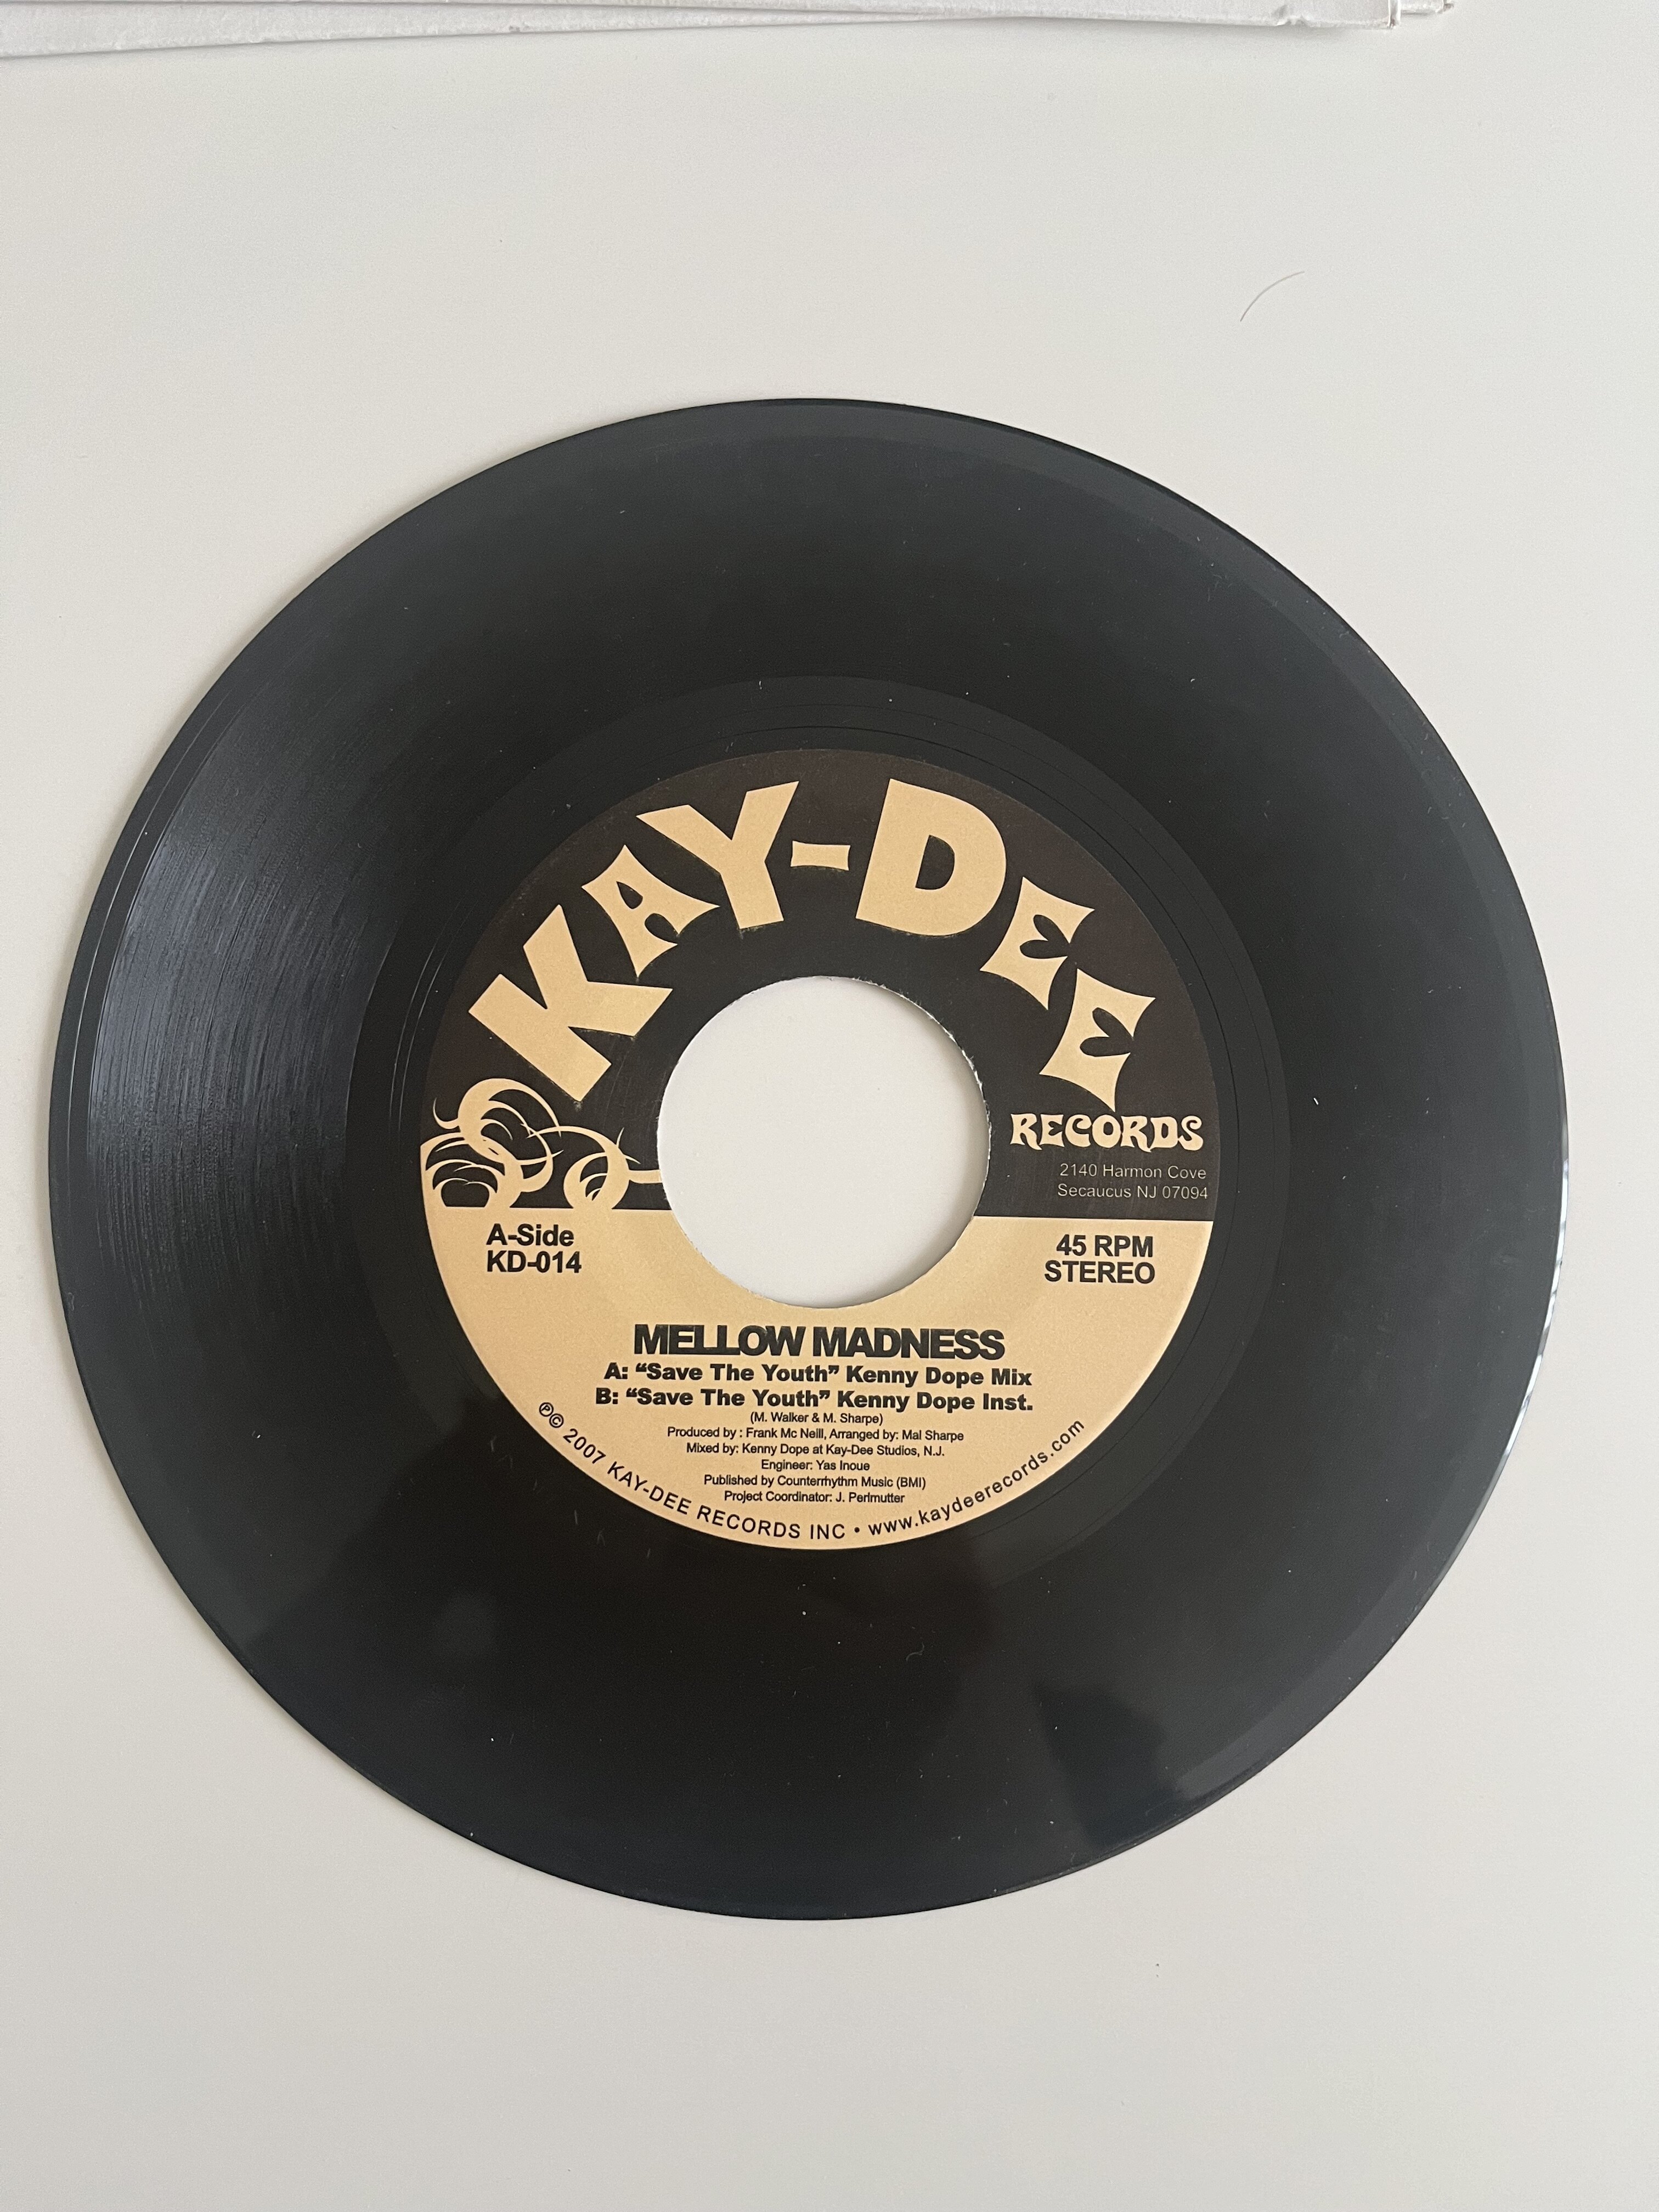 KAY-DEE
RECORDS
2140 Harmon Cove
Secaucus NJ 07094
A-Side
KD-014
45 RPM
STEREO
MELLOW MADNESS
A: “Save The Youth” Kenny Dope Mix
B: “Save The Youth” Kenny Dope Inst.
(M. Walker & M. Sharpe)
Produced by : Frank Mc Neill, Arranged by: Mal Sharpe
Mixed by: Kenny Dope at Kay-Dee Studios, N.J.
Engineer: Yas Inoue
Published by Counterrhythm Music (BMI)
Project Coordinator: J. Perlmutter
℗© 2007 KAY-DEE RECORDS INC • www.kaydeerecords.com